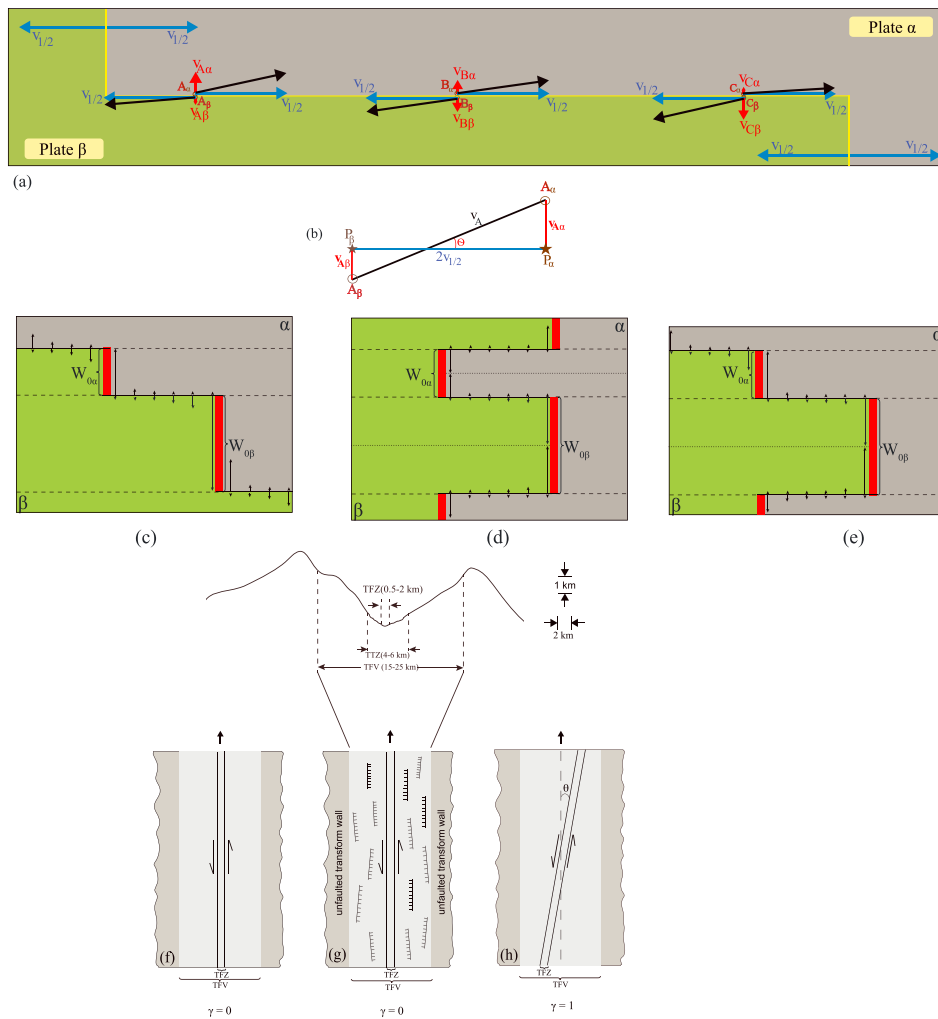 Plate α
Plate β
v1/2
v1/2
vAα
Aα
Aβ
vAβ
v1/2
v1/2
vBα
Bα
Bβ
vBβ
v1/2
v1/2
vCα
Cα
Cβ
vCβ
v1/2
v1/2
v1/2
v1/2
(a)
(b)
Aα
vA
vAα
Pβ
Θ
vAβ
2v1/2
Pα
Aβ
α
W0α
W0β
β
(c)
α
W0α
W0β
β
(d)
α
W0α
W0β
β
(e)
TFZ(0.5-2 km)
1 km
2 km
TTZ(4-6 km)
TFV (15-25 km)
(f)
TFZ
TFV
γ = 0
unfaulted transform wall
unfaulted transform wall
(g)
TFZ
TFV
γ = 0
θ
(h)
TFZ
TFV
γ = 1